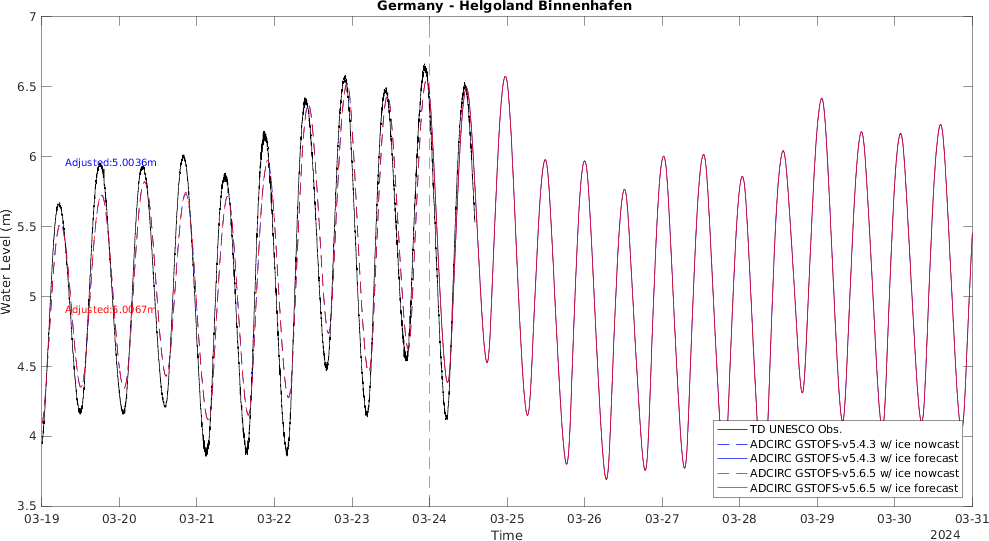 Germany - Helgoland Binnenhafen
7
6.5
6
5.5
5
4.5
4
3.5
Water Level (m)
Adjusted:5.0036m
Adjusted:5.0067m
TD UNESCO Obs.
ADCIRC GSTOFS-v5.4.3 w/ ice nowcast
ADCIRC GSTOFS-v5.4.3 w/ ice forecast
ADCIRC GSTOFS-v5.6.5 w/ ice nowcast
ADCIRC GSTOFS-v5.6.5 w/ ice forecast
03-19 03-20 03-21 03-22 03-23 03-24 03-25 03-26 03-27 03-28 03-29 03-30 03-31
Time
2024